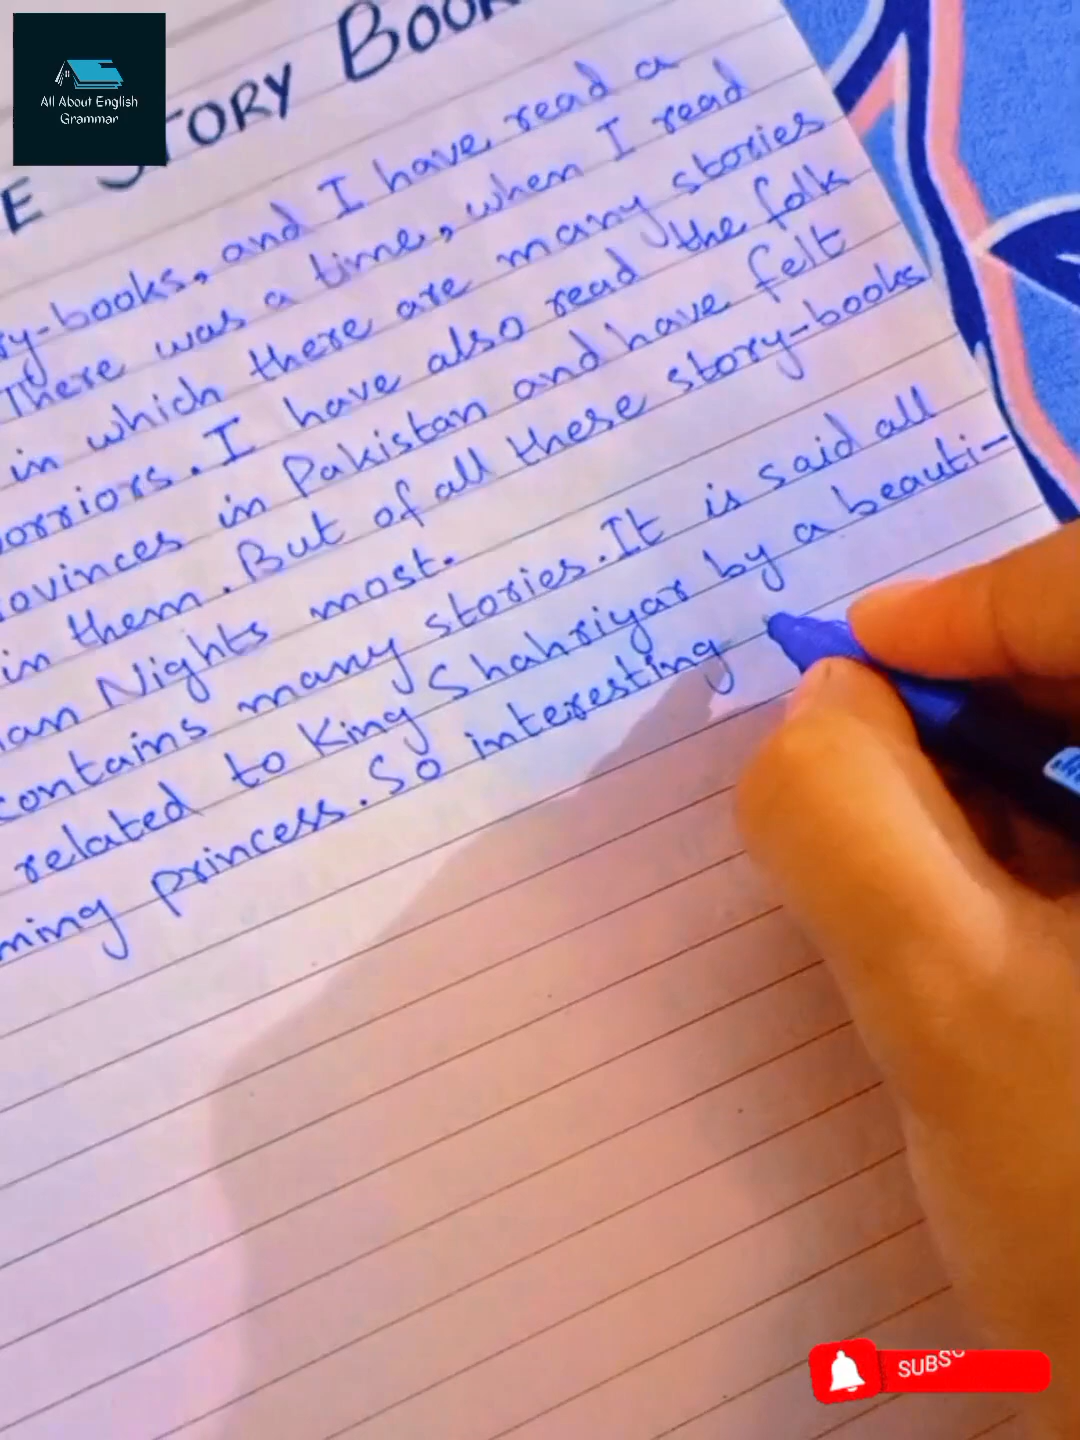 All About English
Grammar
E STORY BOOK
ry-books, and I have read a
There was a time, when I read
in which there are many stories
orriors. I have also read the folk
ovinces in Pakistan and have felt
in them. But of all these story-books
ian Nights most.
contains many stories. It is said all
related to King Shahriyar by a beauti-
ming princess. So interesting
SUBSC